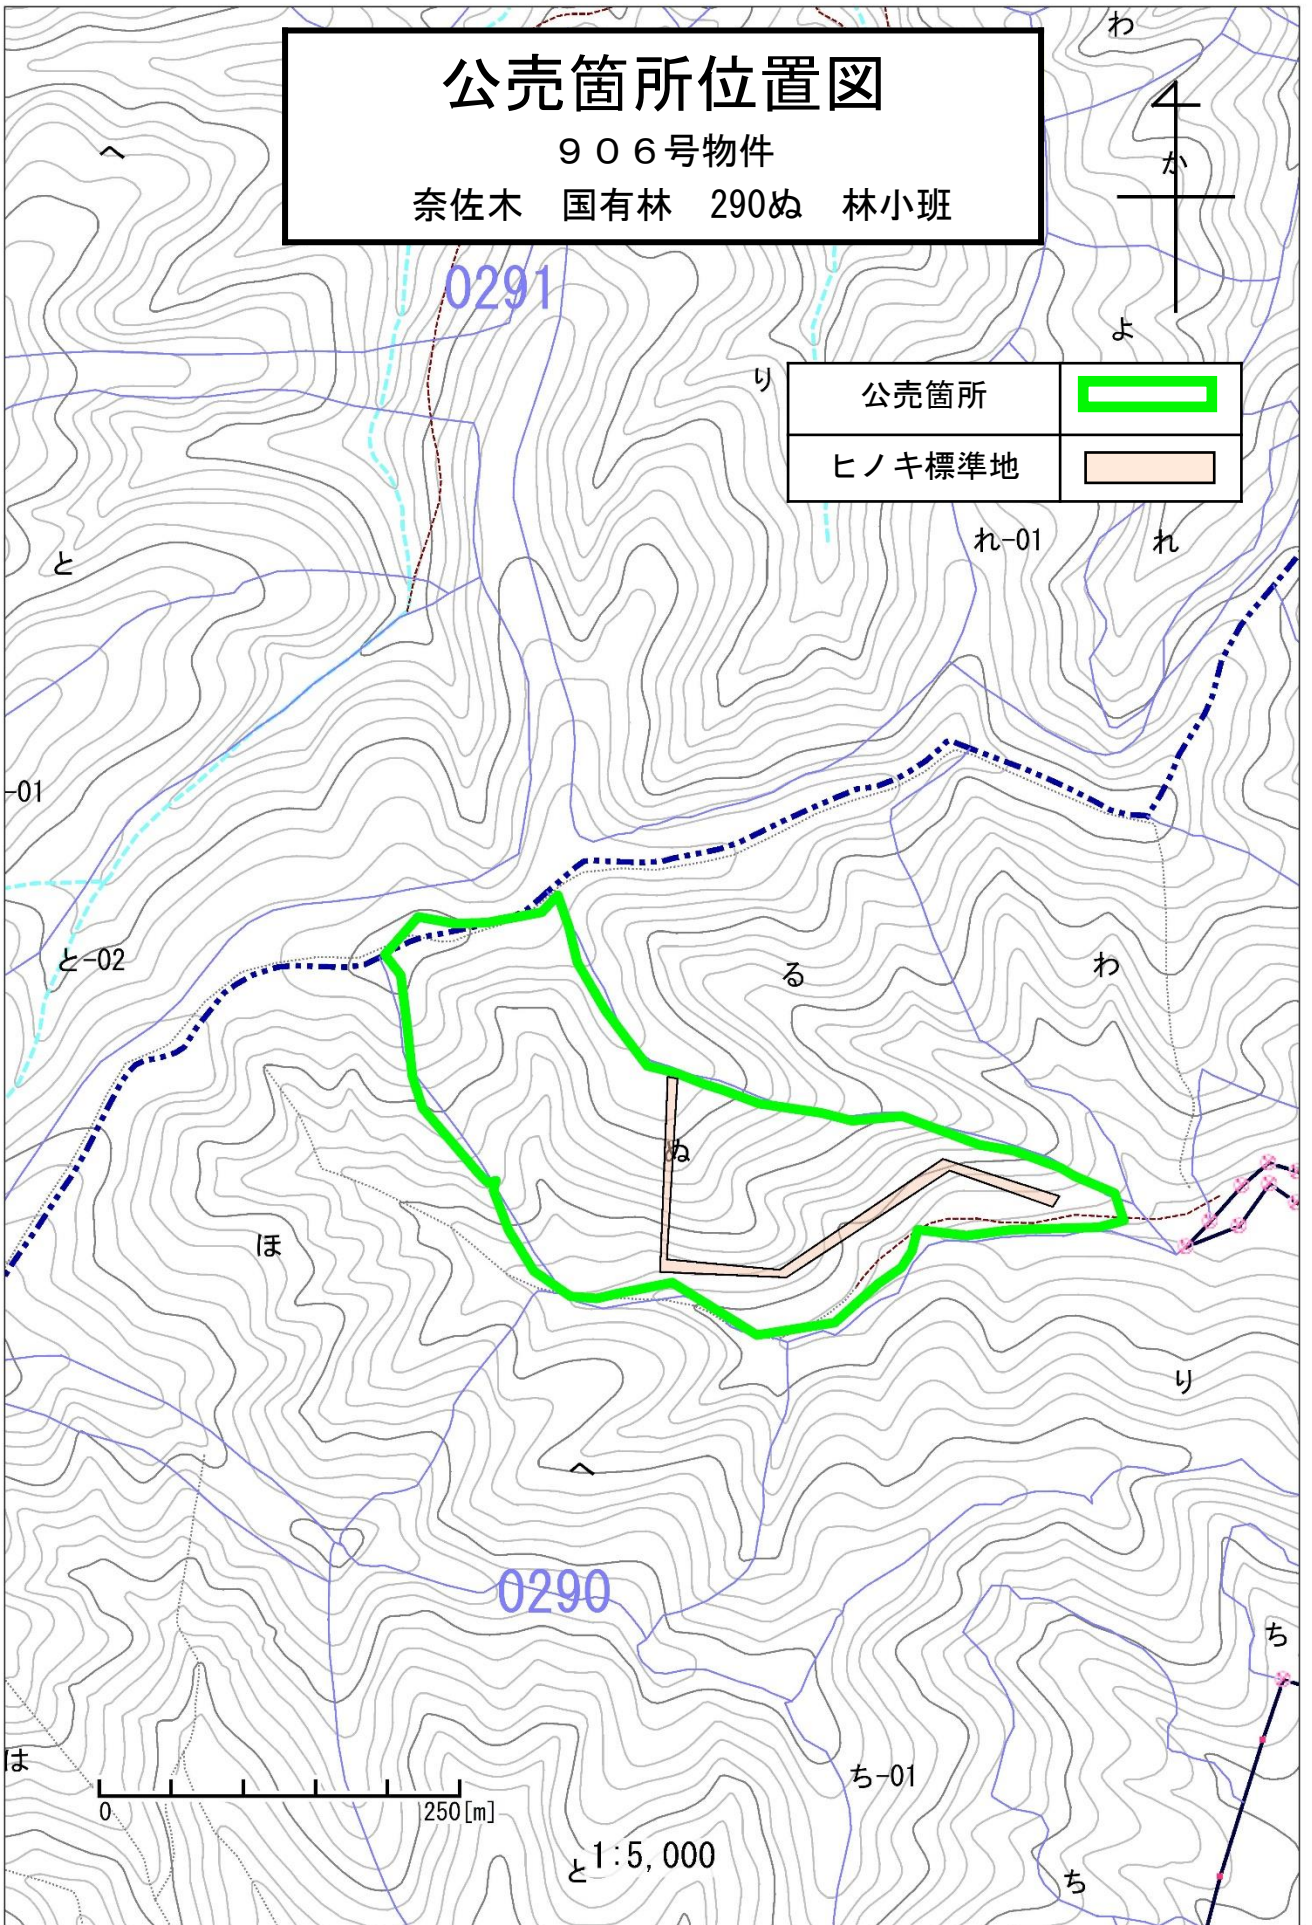 わ
公売箇所位置図
９０６号物件
奈佐木　国有林　290ぬ　林小班
へ
か
0291
よ
り
公売箇所
ヒノキ標準地
れ-01
れ
と
-01
と-02
る
わ
ぬ
ほ
り
へ
0290
ち
は
ち-01
0
250[m]
1:5,000
と
ち